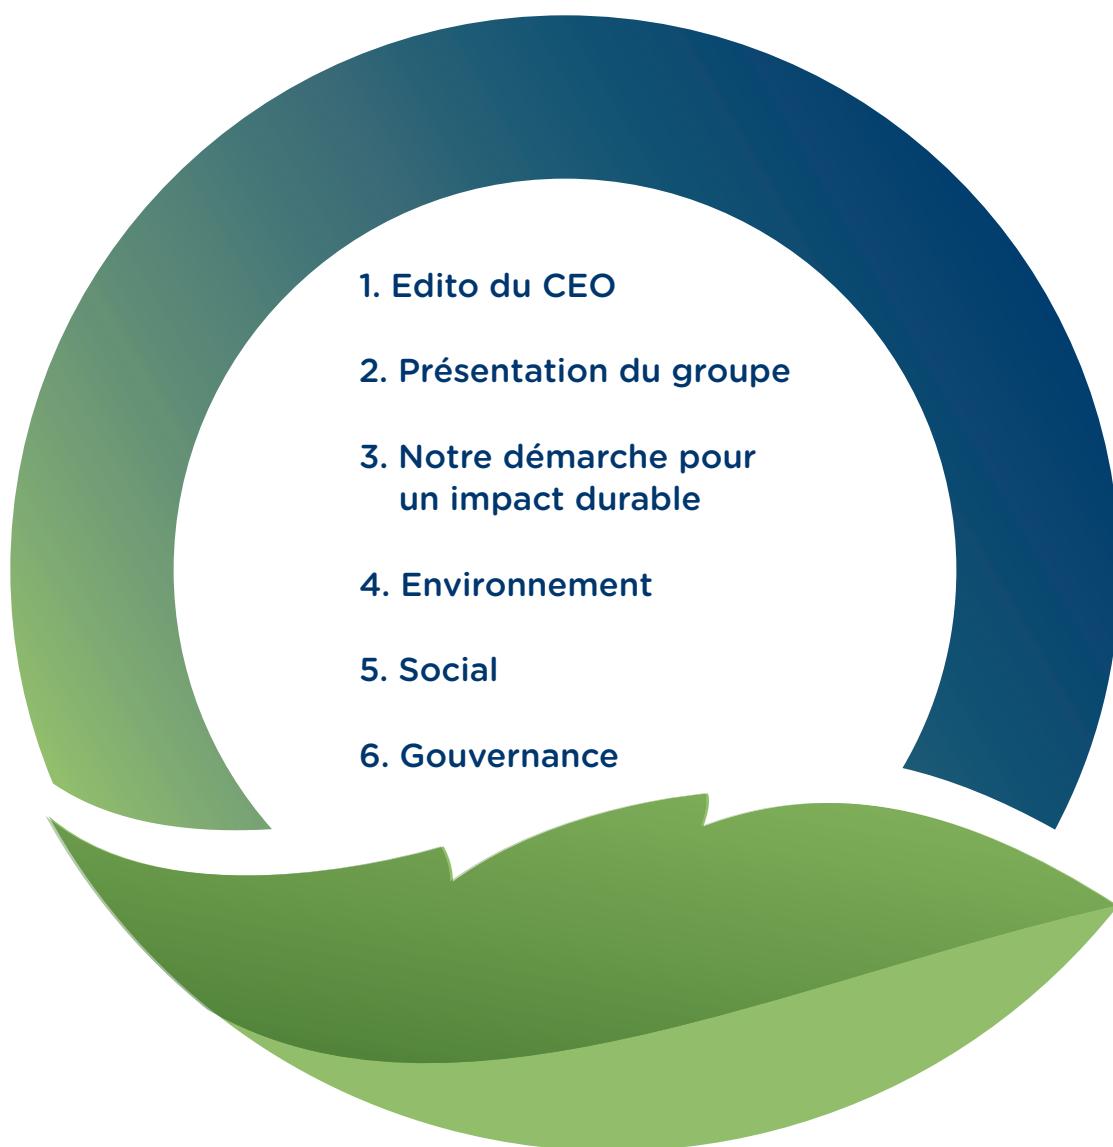 1. Edito du CEO
2. Présentation du groupe
3. Notre démarche pour
un impact durable
4. Environnement
5. Social
6. Gouvernance